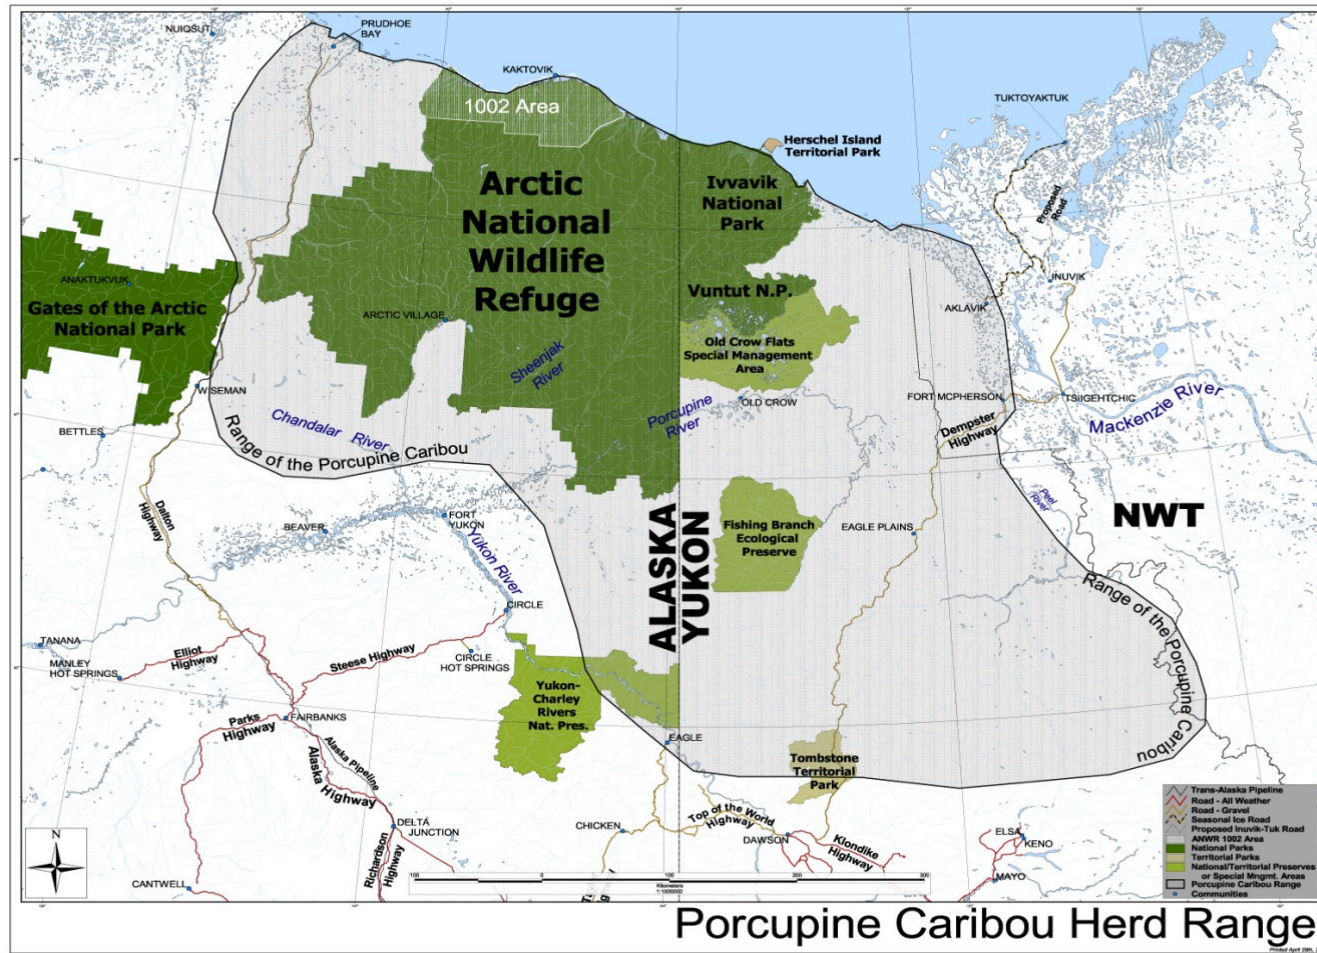 NUIQSUT
PRUDHOE
BAY
KAKTOVIK
1002 Area
TUKTOYAKTUK
Herschel Island
Territorial Park
Arctic
National
Wildlife
Refuge
Ivvavik
National
Park
Proposed
Road
ANAKTUKVUK
Gates of the Arctic
National Park
INUVIK
Vuntut N.P.
AKLAVIK
ARCTIC VILLAGE
Old Crow Flats
Special Management
Area
Sheenjak
River
WISEMAN
OLD CROW
FORT MCPHERSON
TSIIGEHTCHIC
Mackenzie River
Porcupine
River
Chandalar River
BETTLES
Dempster
Highway
Range of the Porcupine Caribou
Peel
River
NWT
Dalton
Highway
FORT
YUKON
BEAVER
Yukon River
ALASKA
YUKON
Fishing Branch
Ecological
Preserve
EAGLE PLAINS
Range of the Porcupine Caribou
CIRCLE
TANANA
Elliot
Highway
Steese Highway
MANLEY
HOT SPRINGS
CIRCLE
HOT SPRINGS
Yukon-
Charley
Rivers
Nat. Pres.
Parks
Highway
FAIRBANKS
EAGLE
Alaska Pipeline
Alaska Highway
Tombstone
Territorial
Park
DELTA
JUNCTION
CHICKEN
Top of the World
Highway
DAWSON
Klondike
Highway
ELSA
KENO
MAYO
Richardson
Highway
CANTWELL
N
100 0 100 200 300
Kilometers
1:1000000
Trans-Alaska Pipeline
Road - All Weather
Road - Gravel
Seasonal Ice Road
Proposed Inuvik-Tuk Road
ANWR 1002 Area
National Parks
Territorial Parks
National/Territorial Preserves
or Special Mngmt. Areas
Porcupine Caribou Range
Communities
Porcupine Caribou Herd Range